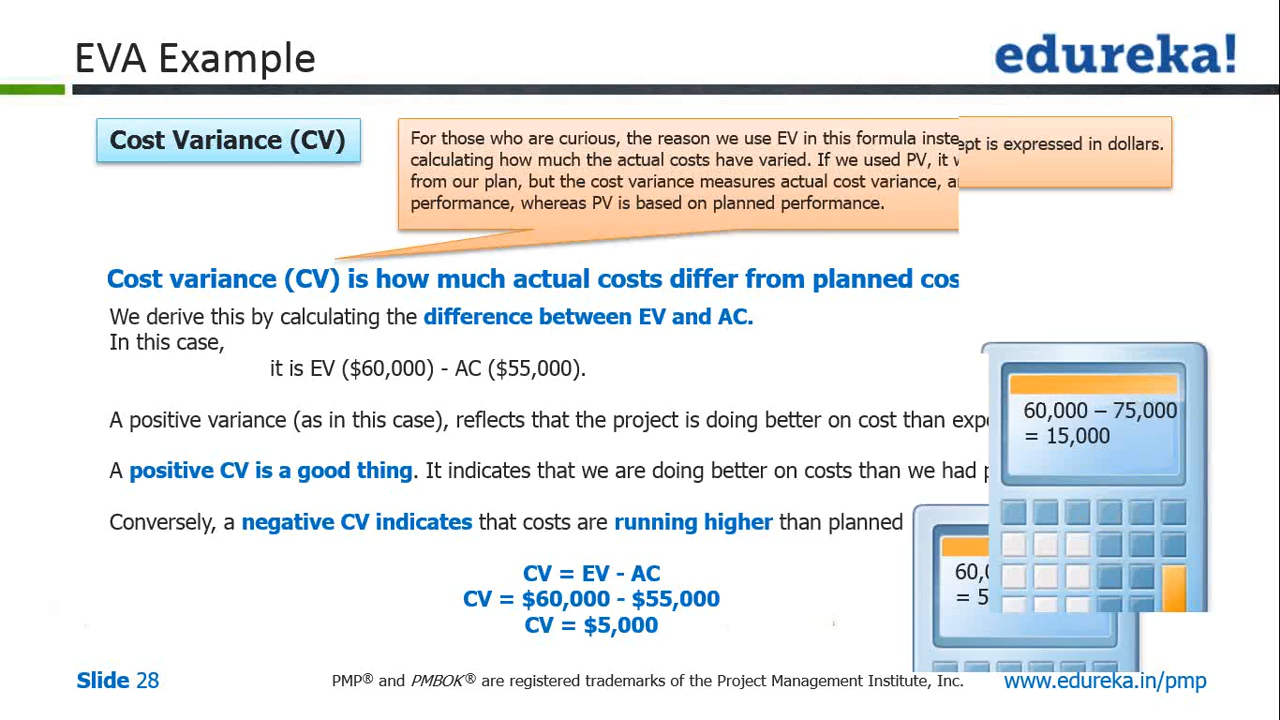 EVA Example
edureka!
Cost Variance (CV)
For those who are curious, the reason we use EV in this formula inste
calculating how much the actual costs have varied. If we used PV, it
from our plan, but the cost variance measures actual cost variance,
performance, whereas PV is based on planned performance.
ept is expressed in dollars.
Cost variance (CV) is how much actual costs differ from planned cos
We derive this by calculating the difference between EV and AC.
In this case,
it is EV ($60,000) - AC ($55,000).
A positive variance (as in this case), reflects that the project is doing better on cost than expe
A positive CV is a good thing. It indicates that we are doing better on costs than we had
Conversely, a negative CV indicates that costs are running higher than planned
60,000 – 75,000
= 15,000
60,
= 5
CV = EV - AC
CV = $60,000 - $55,000
CV = $5,000
Slide 28
PMP® and PMBOK® are registered trademarks of the Project Management Institute, Inc.
www.edureka.in/pmp